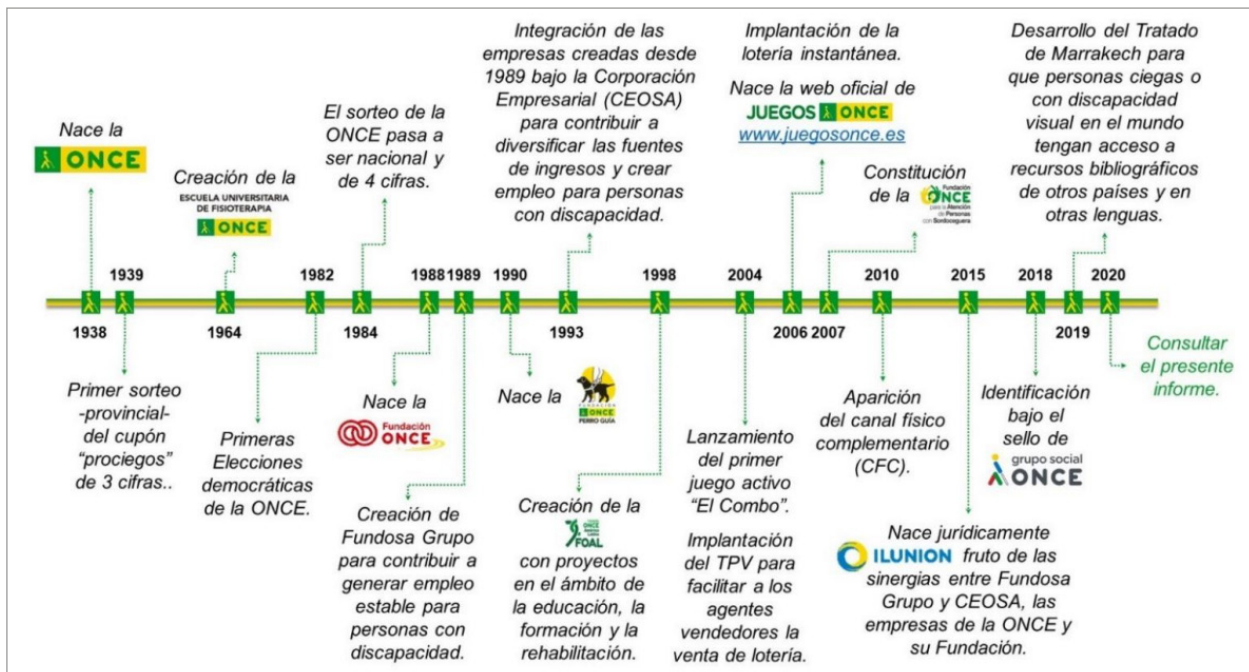 Nace la
ONCE
Creación de la
ESCUELA UNIVERSITARIA
DE FISIOTERAPIA
ONCE
El sorteo de la
ONCE pasa a
ser nacional y
de 4 cifras.
Integración de las
empresas creadas desde
1989 bajo la Corporación
Empresarial (CEOSA)
para contribuir a
diversificar las fuentes
de ingresos y crear
empleo para personas
con discapacidad.
Implantación de la
lotería instantánea.
Nace la web oficial de
JUEGOS ONCE
www.juegosonce.es
Constitución
de la
Fundación
ONCE
para la Atención
de Personas
con Sordoceguera
Desarrollo del Tratado
de Marrakech para
que personas ciegas o
con discapacidad
visual en el mundo
tengan acceso a
recursos bibliográficos
de otros países y en
otras lenguas.
1939 1982 1988 1989 1990 1998 2004 2010 2015 2018 2020
1938 1964 1984 1993 2006 2007 2019
Primer sorteo
-provincial-
del cupón
“prociegos”
de 3 cifras..
Primeras
Elecciones
democráticas
de la ONCE.
Nace la
Fundación
ONCE
Creación de
Fundosa Grupo
para contribuir a
generar empleo
estable para
personas con
discapacidad.
Nace la
FUNDACIÓN
ONCE
PERRO GUÍA
Creación de la
ONCE
FOAL
con proyectos
en el ámbito de
la educación, la
formación y la
rehabilitación.
Lanzamiento
del primer
juego activo
“El Combo”.
Implantación
del TPV para
facilitar a los
agentes
vendedores la
venta de lotería.
Aparición
del canal físico
complementario
(CFC).
Nace jurídicamente
ILUNION fruto de las
sinergias entre Fundosa
Grupo y CEOSA, las
empresas de la ONCE y
su Fundación.
Identificación
bajo el
sello de
grupo social
ONCE
Consultar
el presente
informe.